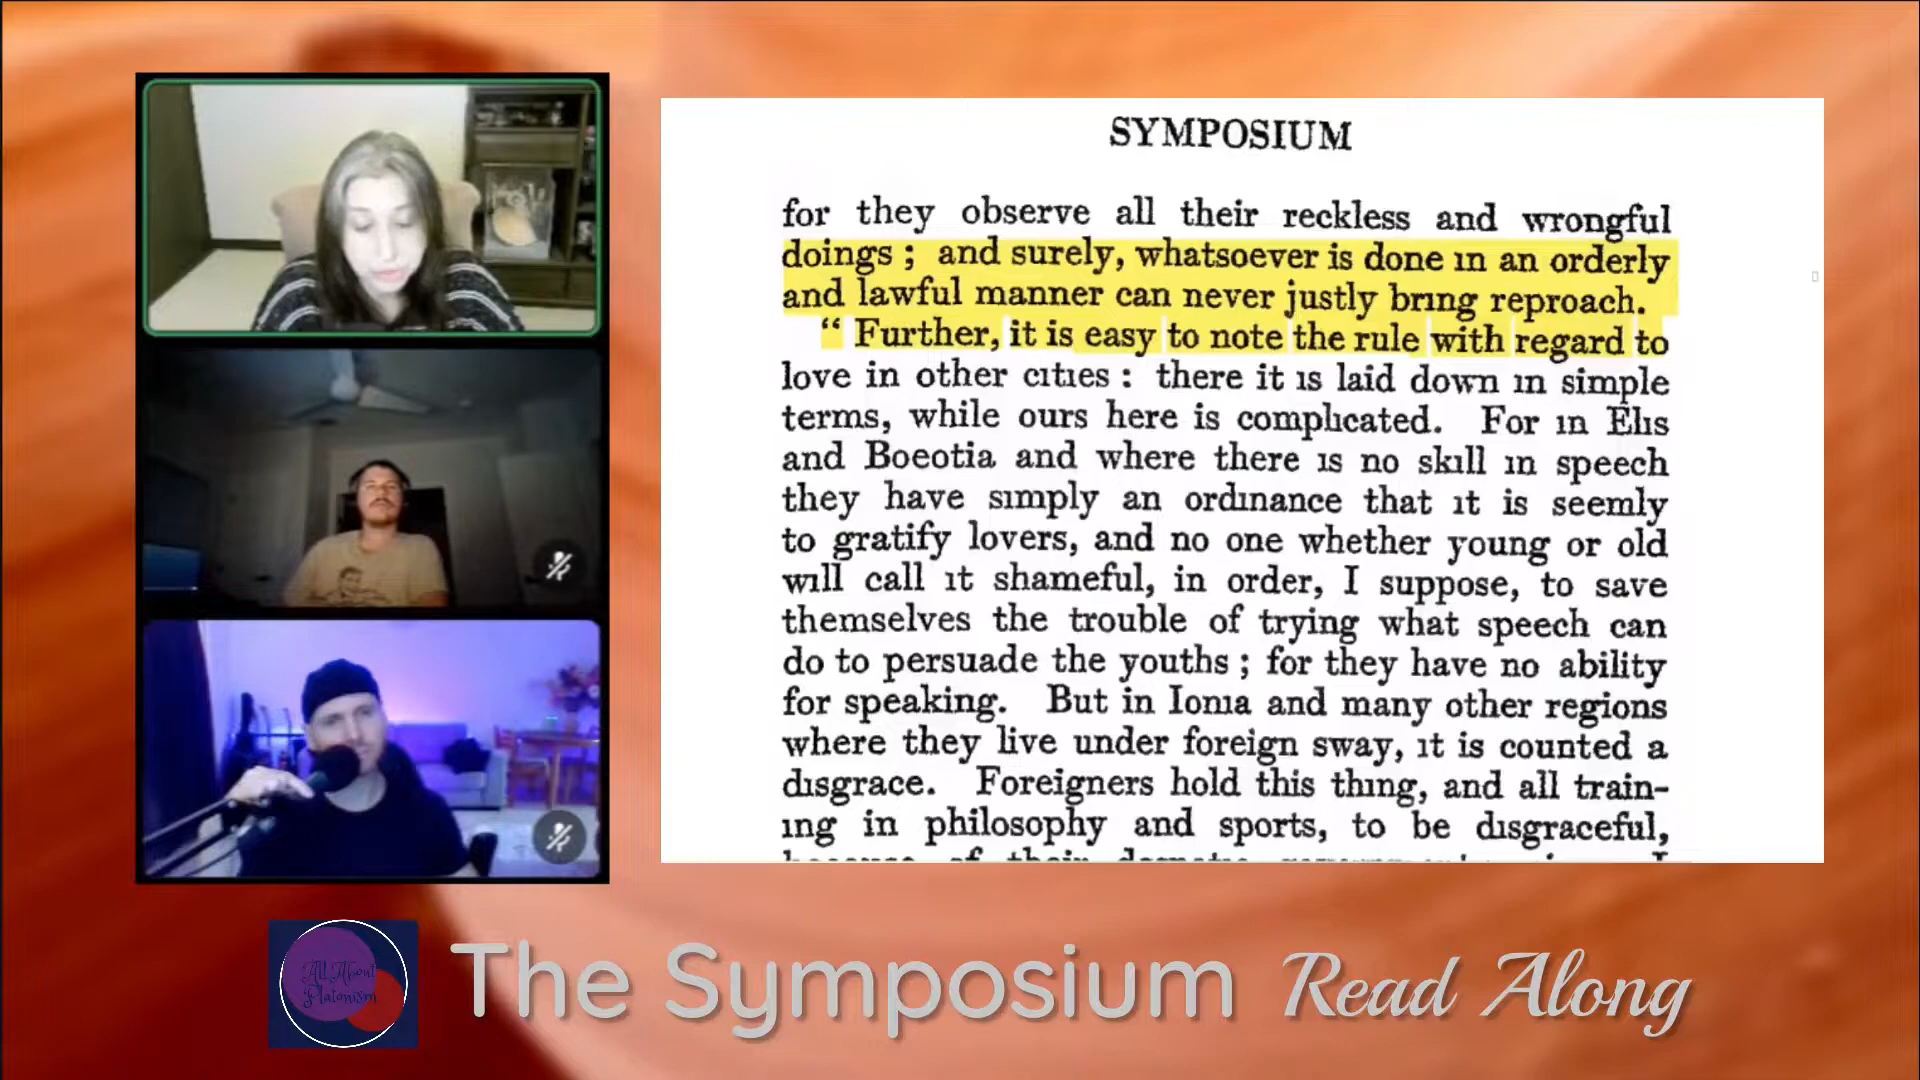 SYMPOSIUM
for they observe all their reckless and wrongful
doings ; and surely, whatsoever is done in an orderly
and lawful manner can never justly bring reproach.
“ Further, it is easy to note the rule with regard to
love in other cities : there it is laid down in simple
terms, while ours here is complicated. For in Elis
and Boeotia and where there is no skill in speech
they have simply an ordinance that it is seemly
to gratify lovers, and no one whether young or old
will call it shameful, in order, I suppose, to save
themselves the trouble of trying what speech can
do to persuade the youths ; for they have no ability
for speaking. But in Ionia and many other regions
where they live under foreign sway, it is counted a
disgrace. Foreigners hold this thing, and all train-
ing in philosophy and sports, to be disgraceful,
All About
Platonism
The Symposium Read Along